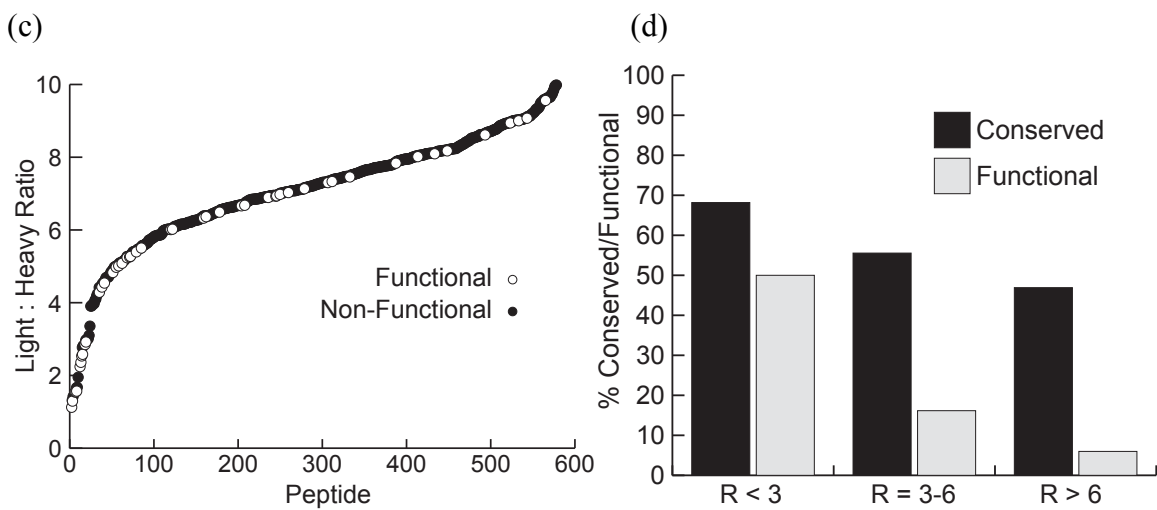 (c)
10
8
6
4
2
0
Light : Heavy Ratio
Functional
Non-Functional
0 100 200 300 400 500 600
Peptide
(d)
100
90
80
70
60
50
40
30
20
10
0
% Conserved/Functional
Conserved
Functional
R < 3 R = 3-6 R > 6